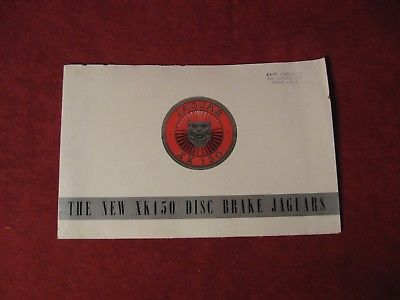 JAGUAR
XK 150
THE NEW XK150 DISC BRAKE JAGUARS